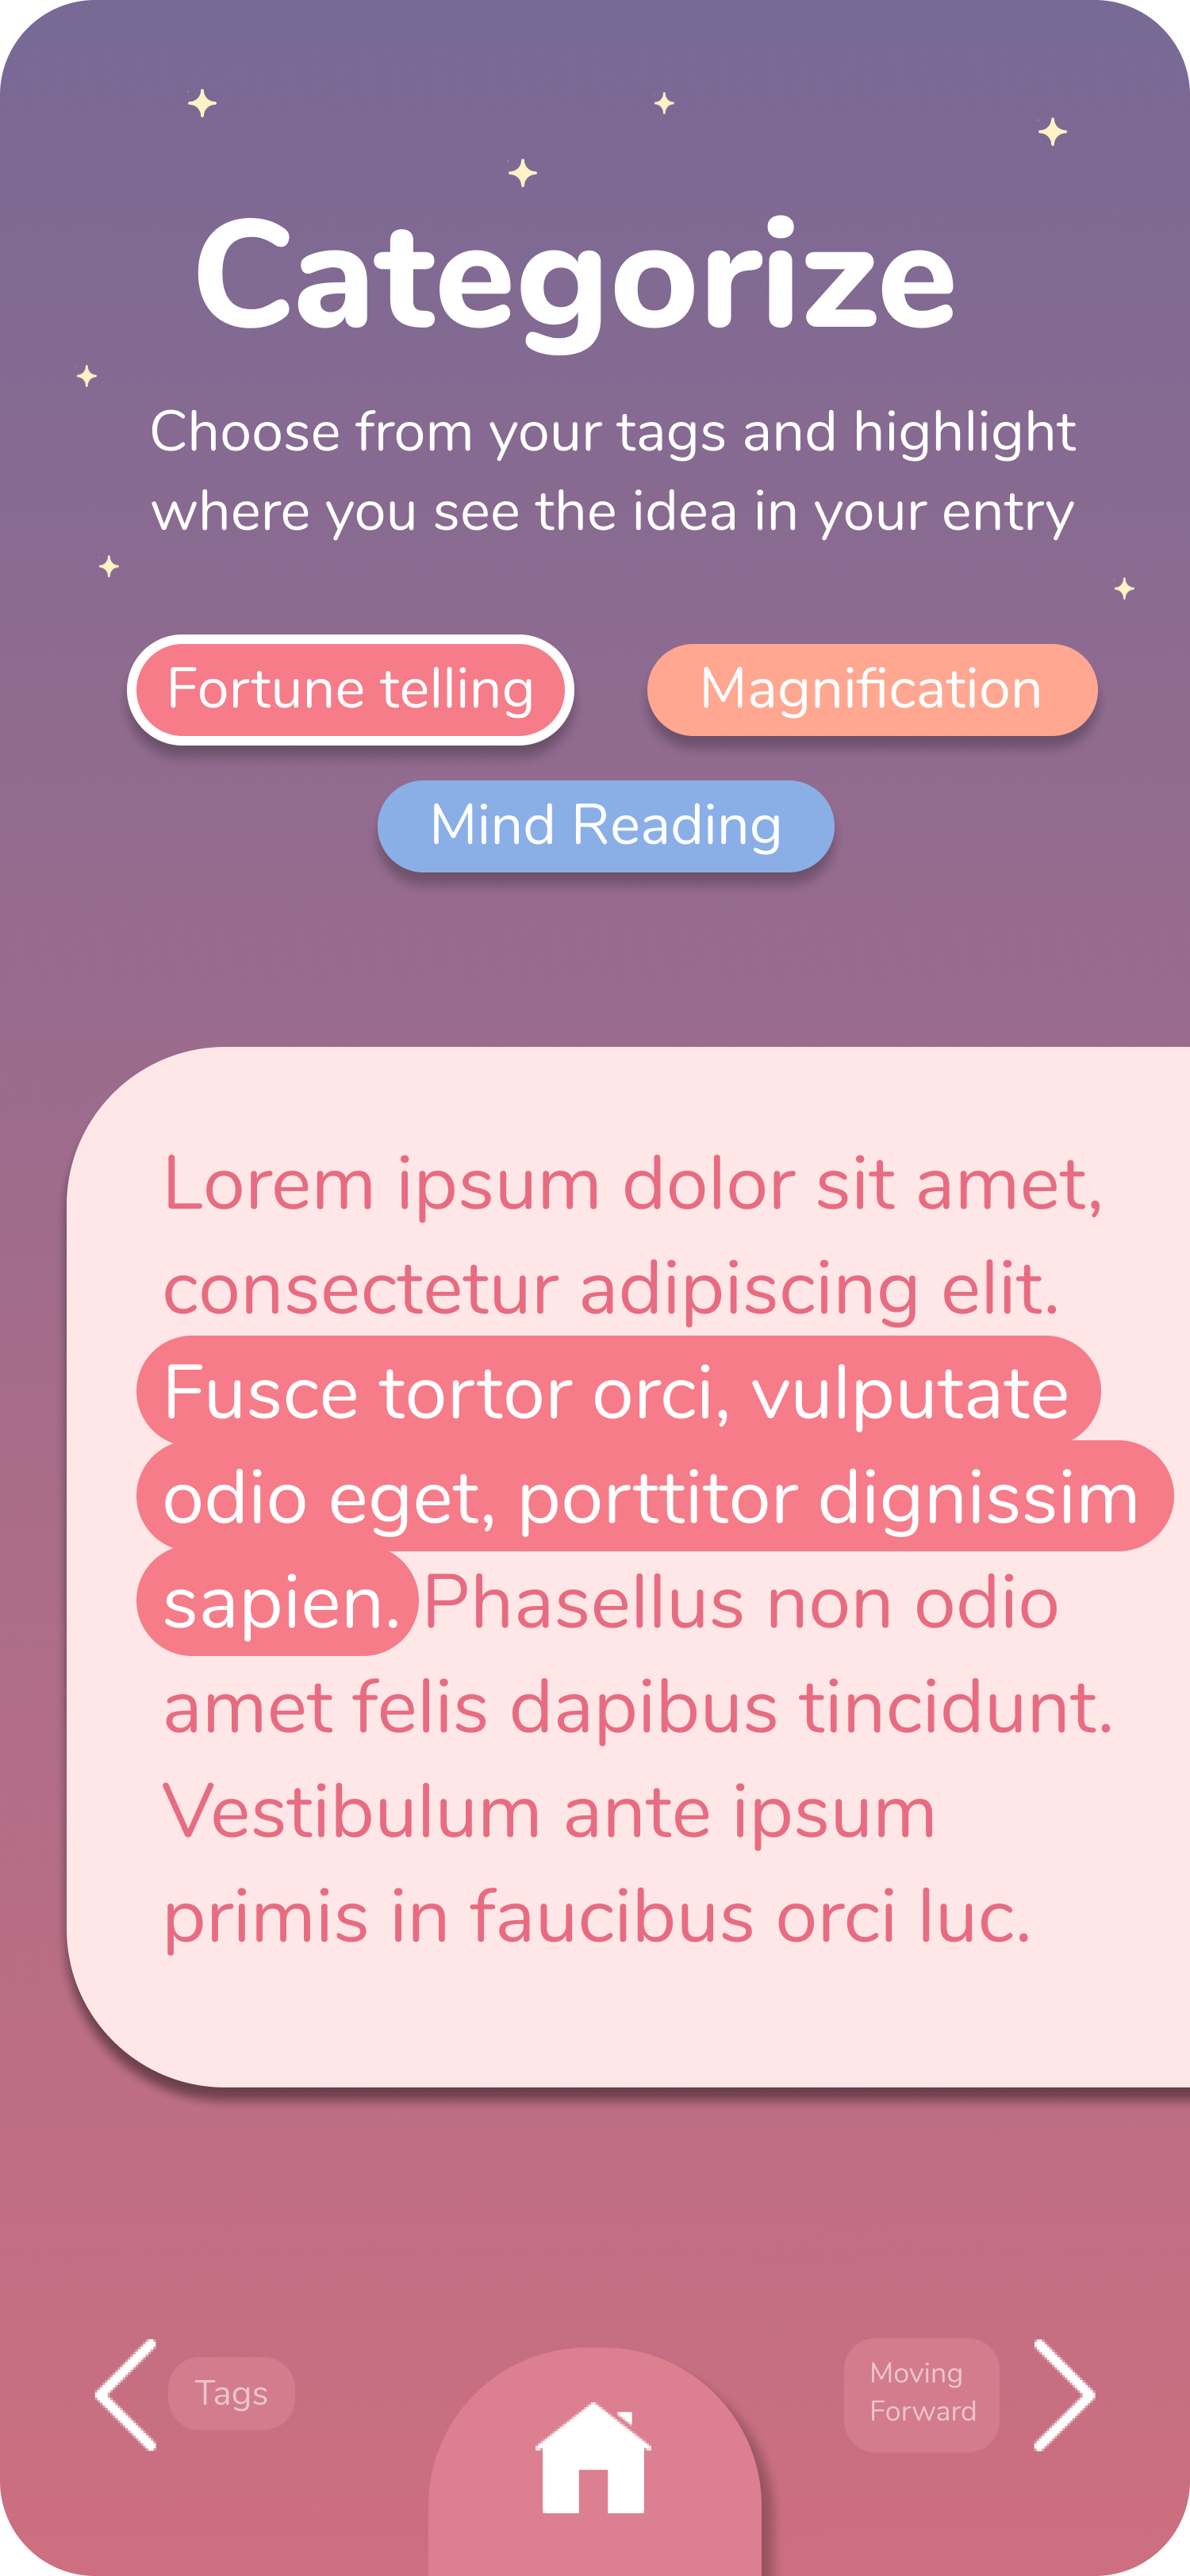 Categorize
Choose from your tags and highlight
where you see the idea in your entry
Fortune telling
Magnification
Mind Reading
Lorem ipsum dolor sit amet,
consectetur adipiscing elit.
Fusce tortor orci, vulputate
odio eget, porttitor dignissim
sapien. Phasellus non odio
amet felis dapibus tincidunt.
Vestibulum ante ipsum
primis in faucibus orci luc.
Tags
Moving
Forward